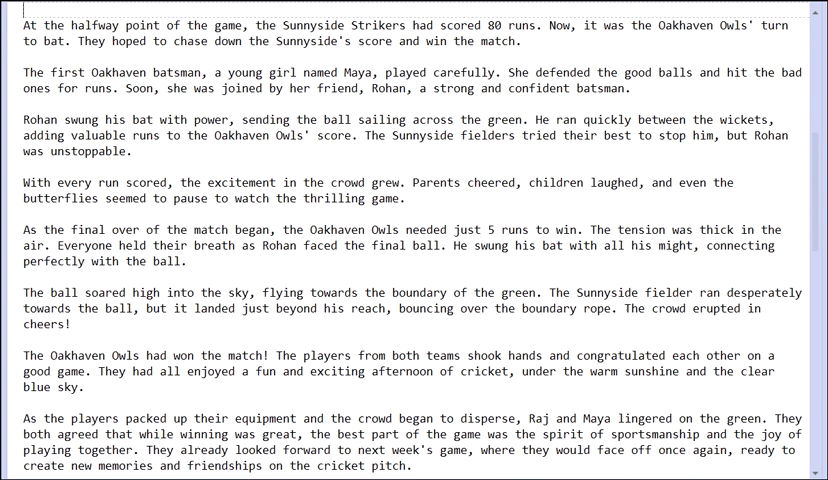 At the halfway point of the game, the Sunnyside Strikers had scored 80 runs. Now, it was the Oakhaven Owls' turn
to bat. They hoped to chase down the Sunnyside's score and win the match.
The first Oakhaven batsman, a young girl named Maya, played carefully. She defended the good balls and hit the bad
ones for runs. Soon, she was joined by her friend, Rohan, a strong and confident batsman.
Rohan swung his bat with power, sending the ball sailing across the green. He ran quickly between the wickets,
adding valuable runs to the Oakhaven Owls' score. The Sunnyside fielders tried their best to stop him, but Rohan
was unstoppable.
With every run scored, the excitement in the crowd grew. Parents cheered, children laughed, and even the
butterflies seemed to pause to watch the thrilling game.
As the final over of the match began, the Oakhaven Owls needed just 5 runs to win. The tension was thick in the
air. Everyone held their breath as Rohan faced the final ball. He swung his bat with all his might, connecting
perfectly with the ball.
The ball soared high into the sky, flying towards the boundary of the green. The Sunnyside fielder ran desperately
towards the ball, but it landed just beyond his reach, bouncing over the boundary rope. The crowd erupted in
cheers!
The Oakhaven Owls had won the match! The players from both teams shook hands and congratulated each other on a
good game. They had all enjoyed a fun and exciting afternoon of cricket, under the warm sunshine and the clear
blue sky.
As the players packed up their equipment and the crowd began to disperse, Raj and Maya lingered on the green. They
both agreed that while winning was great, the best part of the game was the spirit of sportsmanship and the joy of
playing together. They already looked forward to next week's game, where they would face off once again, ready to
create new memories and friendships on the cricket pitch.